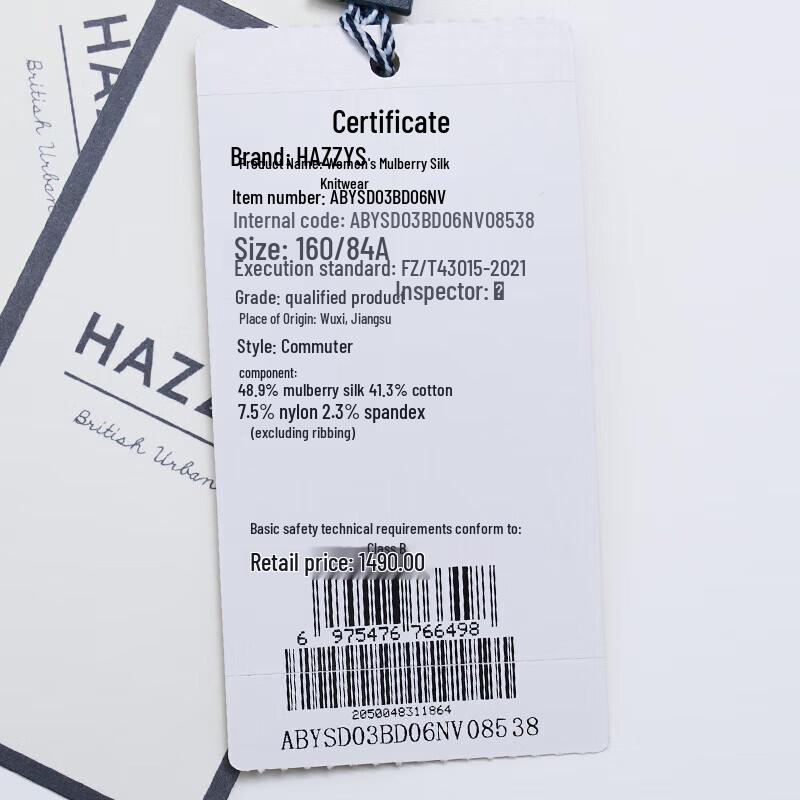 HAZ
British Urban
Certificate
Brand: HAZZYS
Product Name: Women's Mulberry Silk
Knitwear
Item number: ABYSD03BD06NV
Internal code: ABYSD03BD06NV08538
Size: 160/84A
Execution standard: FZ/T43015-2021
Grade: qualified product
Inspector:
Place of Origin: Wuxi, Jiangsu
Style: Commuter
component:
48.9% mulberry silk 41.3% cotton
7.5% nylon 2.3% spandex
(excluding ribbing)
HAZZ
British Urban
Basic safety technical requirements conform to:
Class B
Retail price: 1490.00
6 975476 766498
2050048311864
ABYSD03BD06NV08538